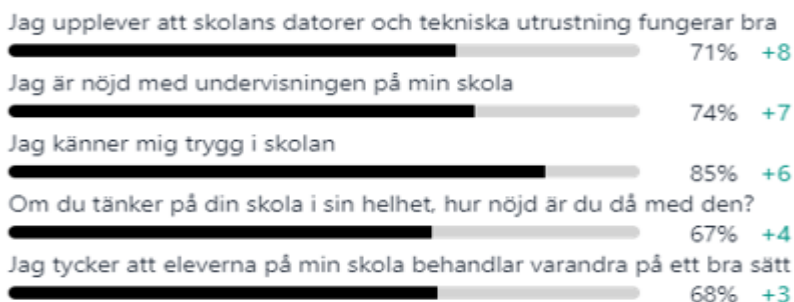 Jag upplever att skolans datorer och tekniska utrustning fungerar bra
71% +8
Jag är nöjd med undervisningen på min skola
74% +7
Jag känner mig trygg i skolan
85% +6
Om du tänker på din skola i sin helhet, hur nöjd är du då med den?
67% +4
Jag tycker att eleverna på min skola behandlar varandra på ett bra sätt
68% +3